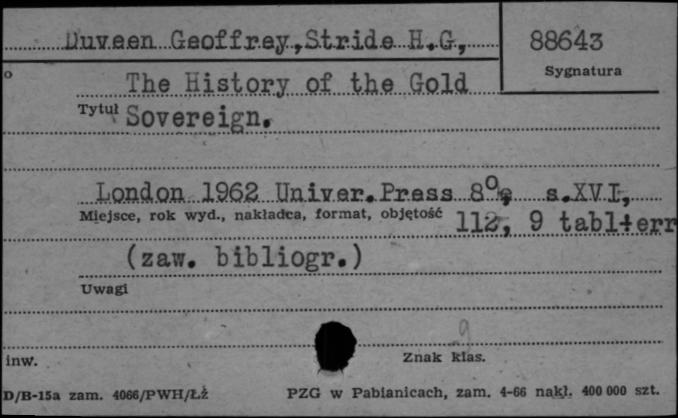 Duveen Geoffrey, Stride H.G., 88643
Sygnatura
o
The History of the Gold
Tytuł Sovereign.
London 1962 Univer. Press 8°, s.XVI,
Miejsce, rok wyd., nakładca, format, objętość 112, 9 tabl+err
(zaw. bibliogr.)
Uwagi
9
inw. Znak klas.
D/B-15a zam. 4066/PWH/Łż PZG w Pabianicach, zam. 4-66 nakł. 400 000 szt.